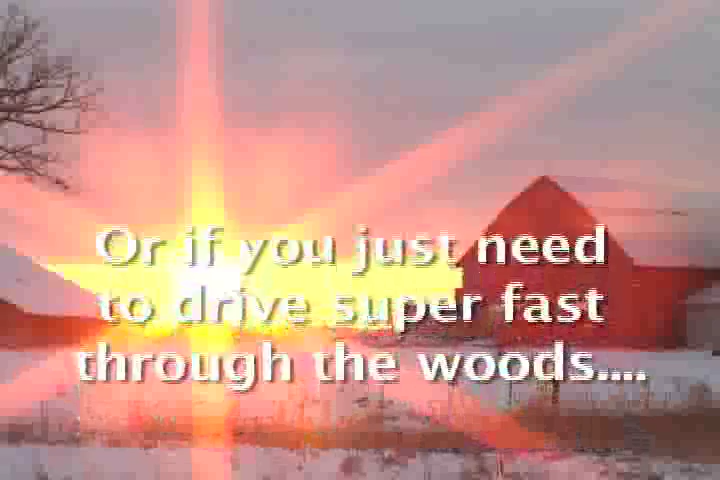 Or if you just need
to drive super fast
through the woods....